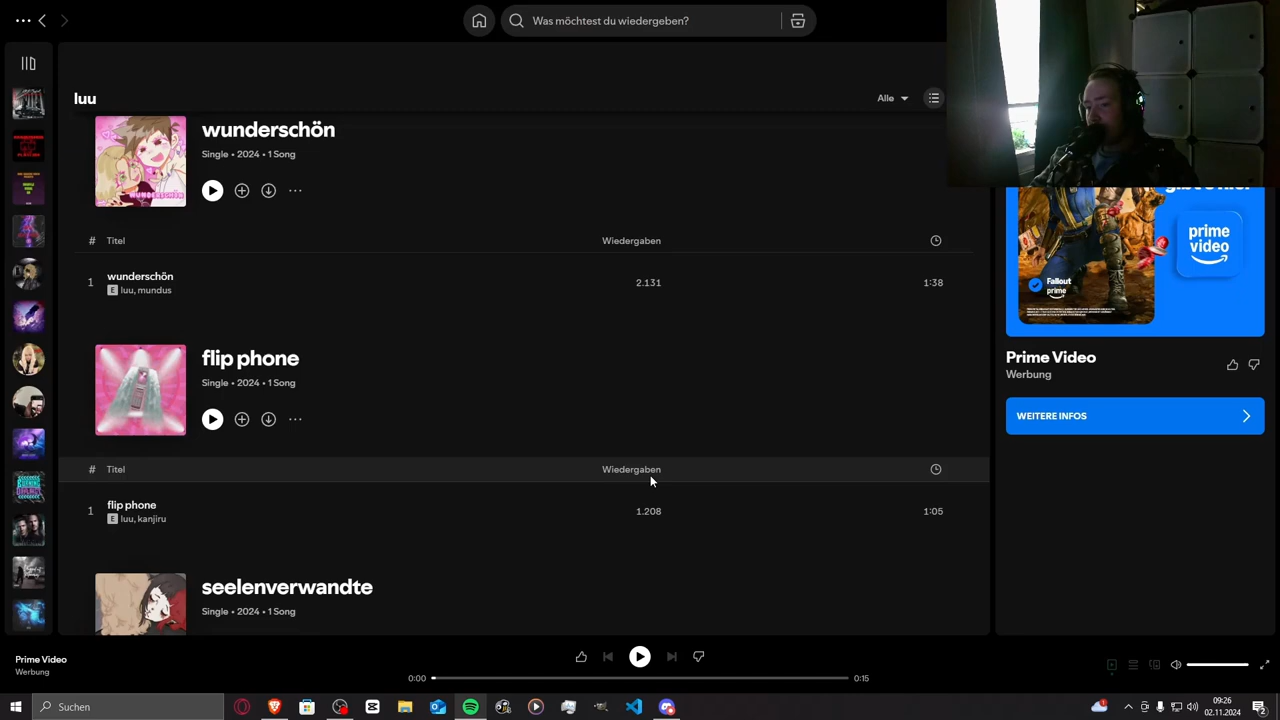 Was möchtest du wiedergeben?
luu
Alle
wunderschön
Single • 2024 • 1 Song
WUNDERSCHÖN
# Titel Wiedergaben
1 wunderschön 2.131 1:38
E luu, mundus
flip phone
Single • 2024 • 1 Song
# Titel Wiedergaben
1 flip phone 1.208 1:05
E luu, kanjiru
seelenverwandte
Single • 2024 • 1 Song
prime video
Fallout
prime
Prime Video
Werbung
WEITERE INFOS
Prime Video
Werbung
0:00 0:15
Suchen
09:26
02.11.2024